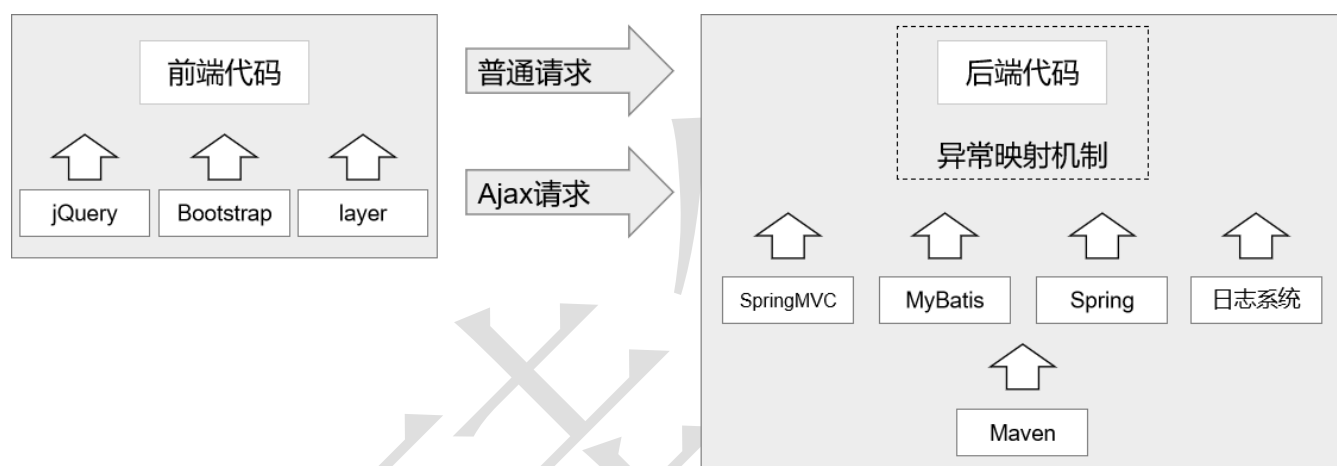 前端代码
jQuery
Bootstrap
layer
普通请求
Ajax请求
后端代码
异常映射机制
SpringMVC
MyBatis
Spring
日志系统
Maven